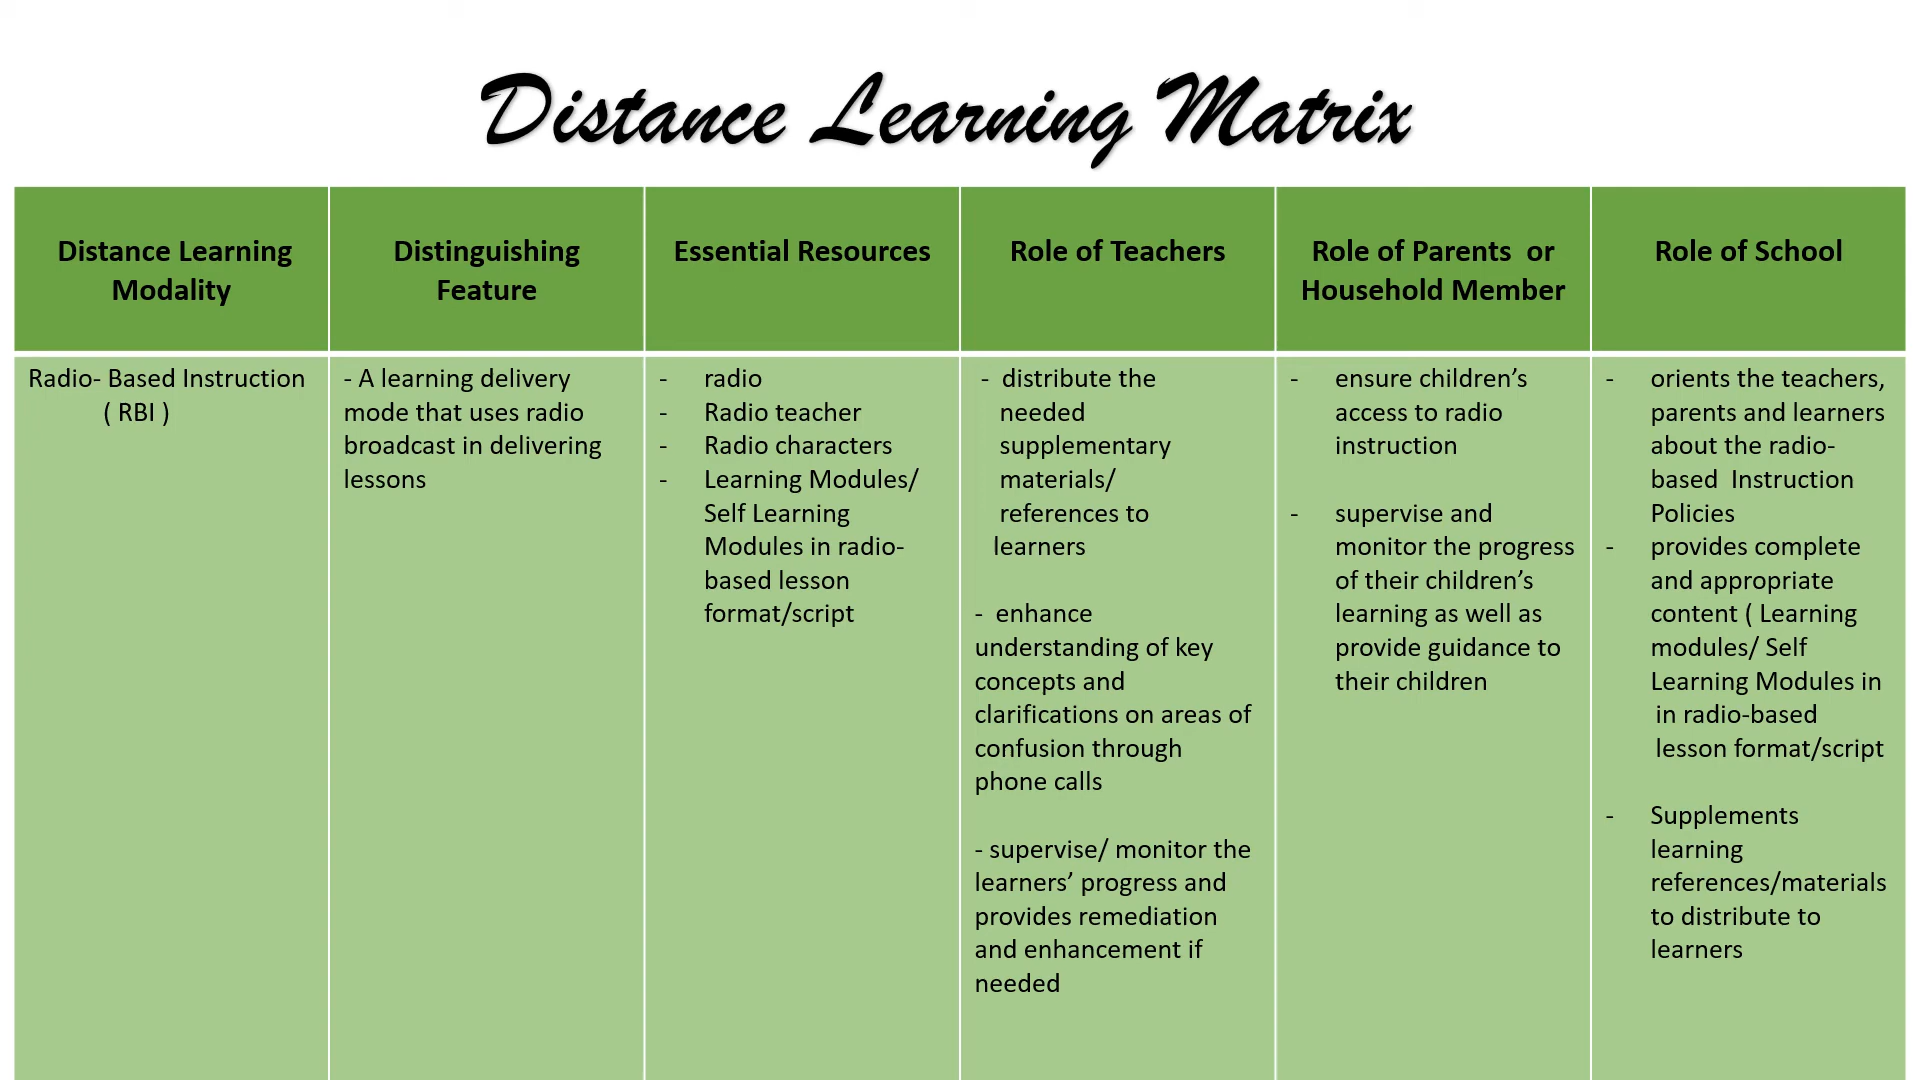 Distance Learning Matrix
Distance Learning
Modality
Distinguishing
Feature
Essential Resources
Role of Teachers
Role of Parents  or
Household Member
Role of School
Radio- Based Instruction
( RBI )
- A learning delivery
mode that uses radio
broadcast in delivering
lessons
- radio
- Radio teacher
- Radio characters
- Learning Modules/
Self Learning
Modules in radio-
based lesson
format/script
- distribute the
needed
supplementary
materials/
references to
learners
- enhance
understanding of key
concepts and
clarifications on areas of
confusion through
phone calls
- supervise/ monitor the
learners’ progress and
provides remediation
and enhancement if
needed
- ensure children’s
access to radio
instruction
- supervise and
monitor the progress
of their children’s
learning as well as
provide guidance to
their children
- orients the teachers,
parents and learners
about the radio-
based  Instruction
Policies
- provides complete
and appropriate
content ( Learning
modules/ Self
Learning Modules in
in radio-based
lesson format/script
- Supplements
learning
references/materials
to distribute to
learners